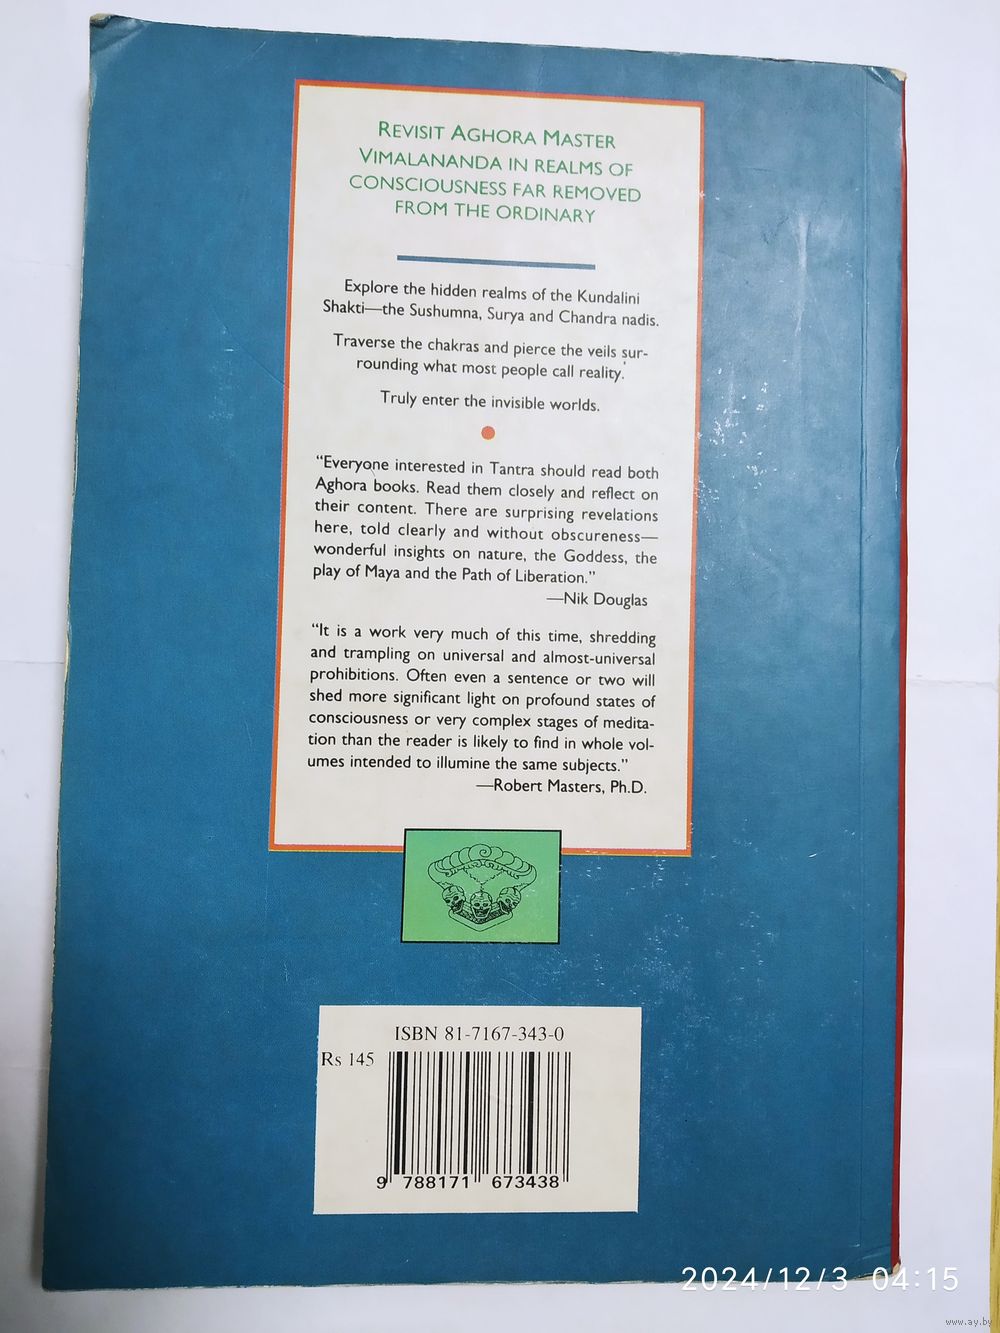 REVISIT AGHORA MASTER
VIMALANANDA IN REALMS OF
CONSCIOUSNESS FAR REMOVED
FROM THE ORDINARY
Explore the hidden realms of the Kundalini
Shakti—the Sushumna, Surya and Chandra nadis.
Traverse the chakras and pierce the veils sur-
rounding what most people call reality.
Truly enter the invisible worlds.
“Everyone interested in Tantra should read both
Aghora books. Read them closely and reflect on
their content. There are surprising revelations
here, told clearly and without obscureness—
wonderful insights on nature, the Goddess, the
play of Maya and the Path of Liberation.”
—Nik Douglas
“It is a work very much of this time, shredding
and trampling on universal and almost-universal
prohibitions. Often even a sentence or two will
shed more significant light on profound states of
consciousness or very complex stages of medita-
tion than the reader is likely to find in whole vol-
umes intended to illumine the same subjects.”
—Robert Masters, Ph.D.
ISBN 81-7167-343-0
Rs 145
9 788171 673438
2024/12/3 04:15
www.ay.by